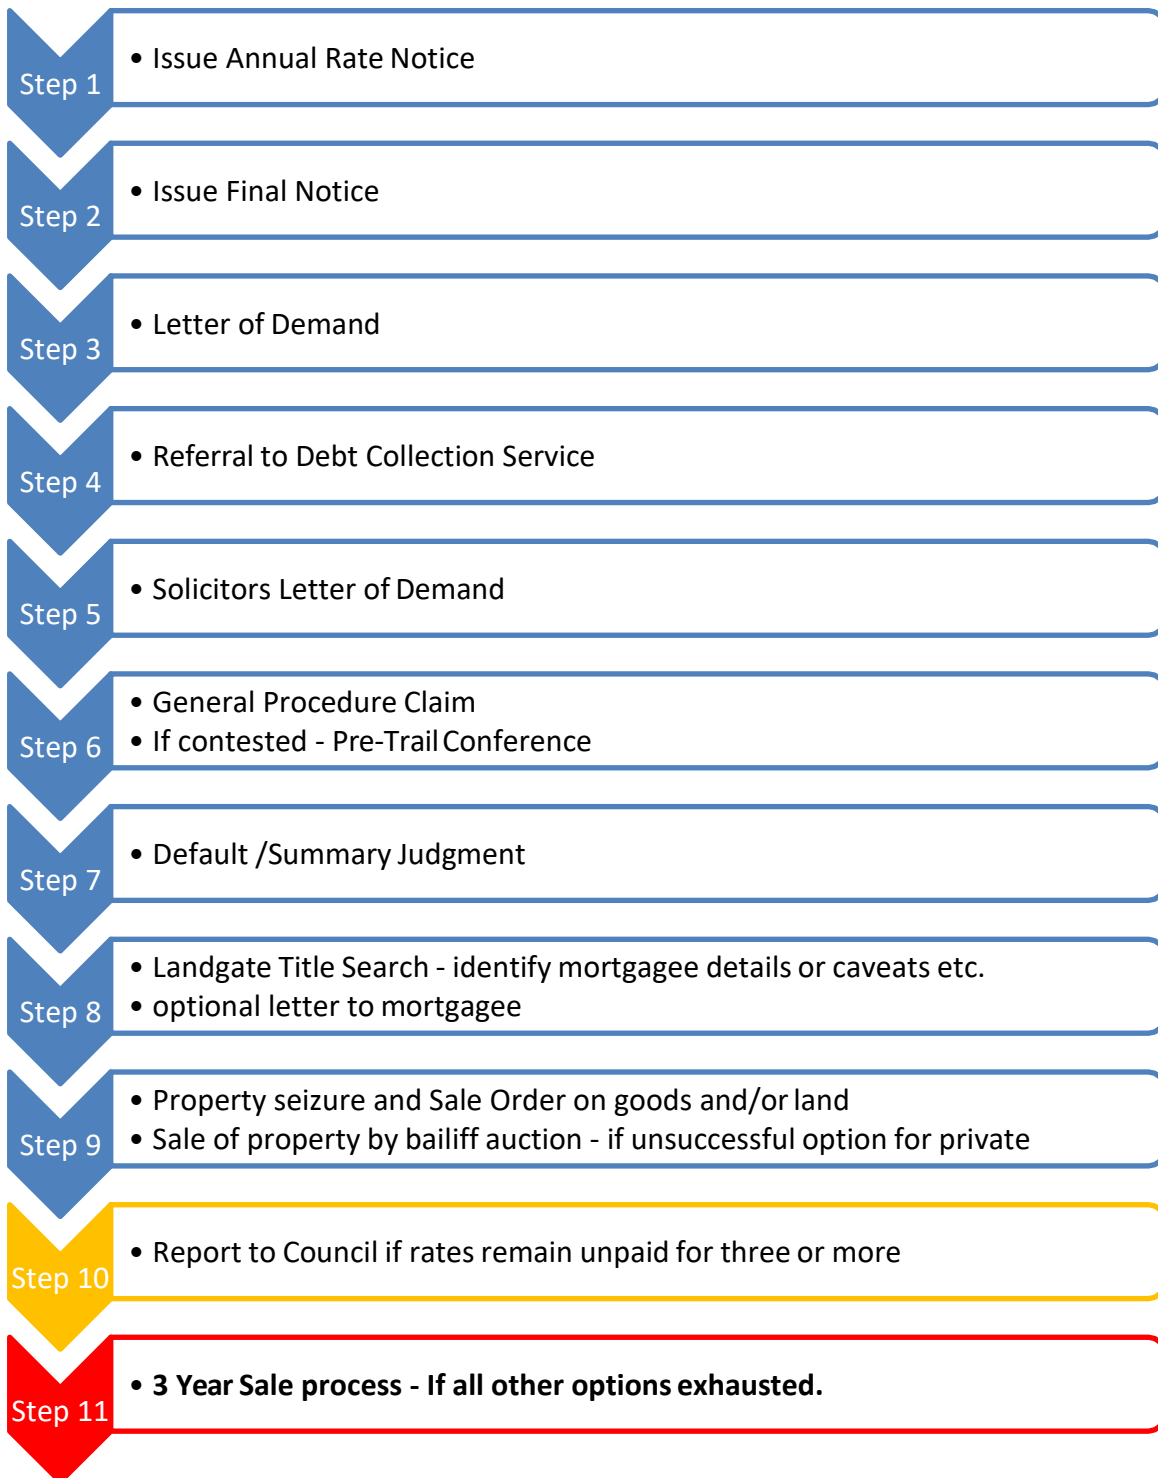 Step 1
• Issue Annual Rate Notice
Step 2
• Issue Final Notice
Step 3
• Letter of Demand
Step 4
• Referral to Debt Collection Service
Step 5
• Solicitors Letter of Demand
Step 6
• General Procedure Claim
• If contested - Pre-Trail Conference
Step 7
• Default /Summary Judgment
Step 8
• Landgate Title Search - identify mortgagee details or caveats etc.
• optional letter to mortgagee
Step 9
• Property seizure and Sale Order on goods and/or land
• Sale of property by bailiff auction - if unsuccessful option for private
Step 10
• Report to Council if rates remain unpaid for three or more
Step 11
• 3 Year Sale process - If all other options exhausted.